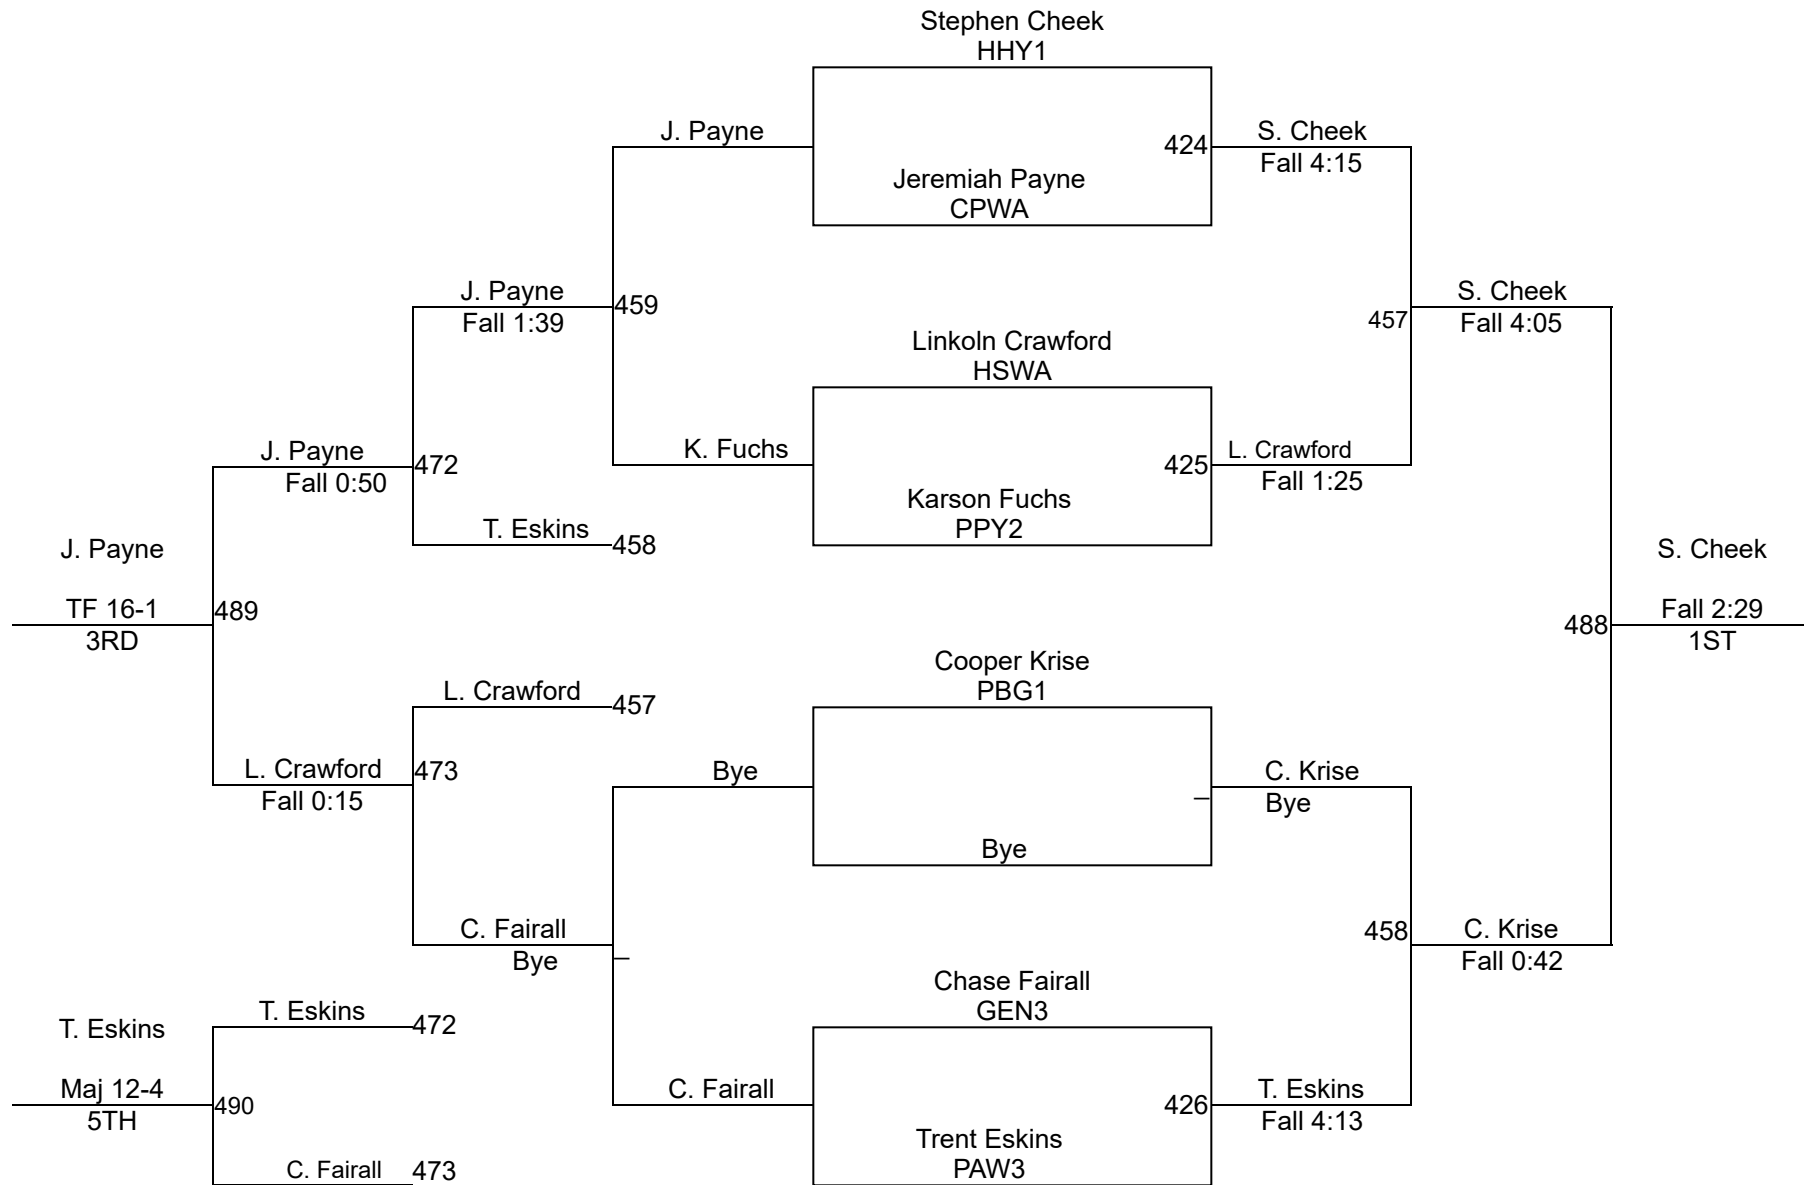 Stephen Cheek
HHY1
J. Payne
424
S. Cheek
Fall 4:15
Jeremiah Payne
CPWA
J. Payne
Fall 1:39
459
S. Cheek
Fall 4:05
457
Linkoln Crawford
HSWA
J. Payne
Fall 0:50
472
K. Fuchs
425
L. Crawford
Fall 1:25
Karson Fuchs
PPY2
T. Eskins
458
J. Payne
TF 16-1
3RD
489
S. Cheek
Fall 2:29
1ST
488
Cooper Krise
PBG1
L. Crawford
457
L. Crawford
Fall 0:15
473
Bye
C. Krise
Bye
Bye
C. Fairall
Bye
458
C. Krise
Fall 0:42
Chase Fairall
GEN3
T. Eskins
472
T. Eskins
Maj 12-4
5TH
490
C. Fairall
426
T. Eskins
Fall 4:13
Trent Eskins
PAW3
C. Fairall
473